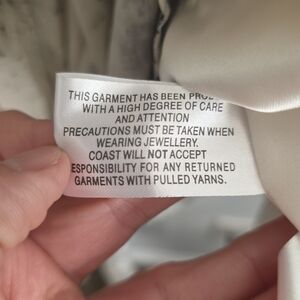 THIS GARMENT HAS BEEN
WITH A HIGH DEGREE OF CARE
AND ATTENTION
PRECAUTIONS MUST BE TAKEN WHEN
WEARING JEWELLERY.
COAST WILL NOT ACCEPT
ESPONSIBILITY FOR ANY RETURNED
GARMENTS WITH PULLED YARNS.